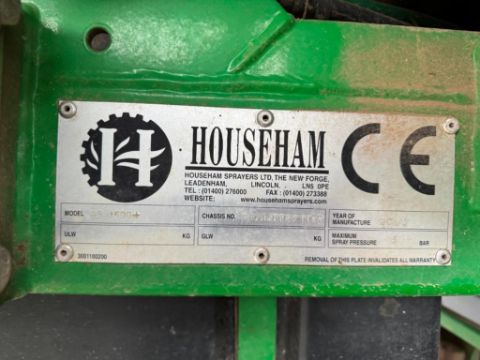 H
HOUSEHAM
CE
HOUSEHAM SPRAYERS LTD, THE NEW FORGE,
LEADENHAM, LINCOLN, LN5 0PE
TEL : (01400) 276000 FAX : (01400) 273388
WEBSITE: www.househamsprayers.com
MODEL CHASSIS NO. YEAR OF MANUFACTURE
ULW KG GLW KG MAXIMUM SPRAY PRESSURE BAR
3651160200 REMOVAL OF THIS PLATE INVALIDATES ALL WARRANTY